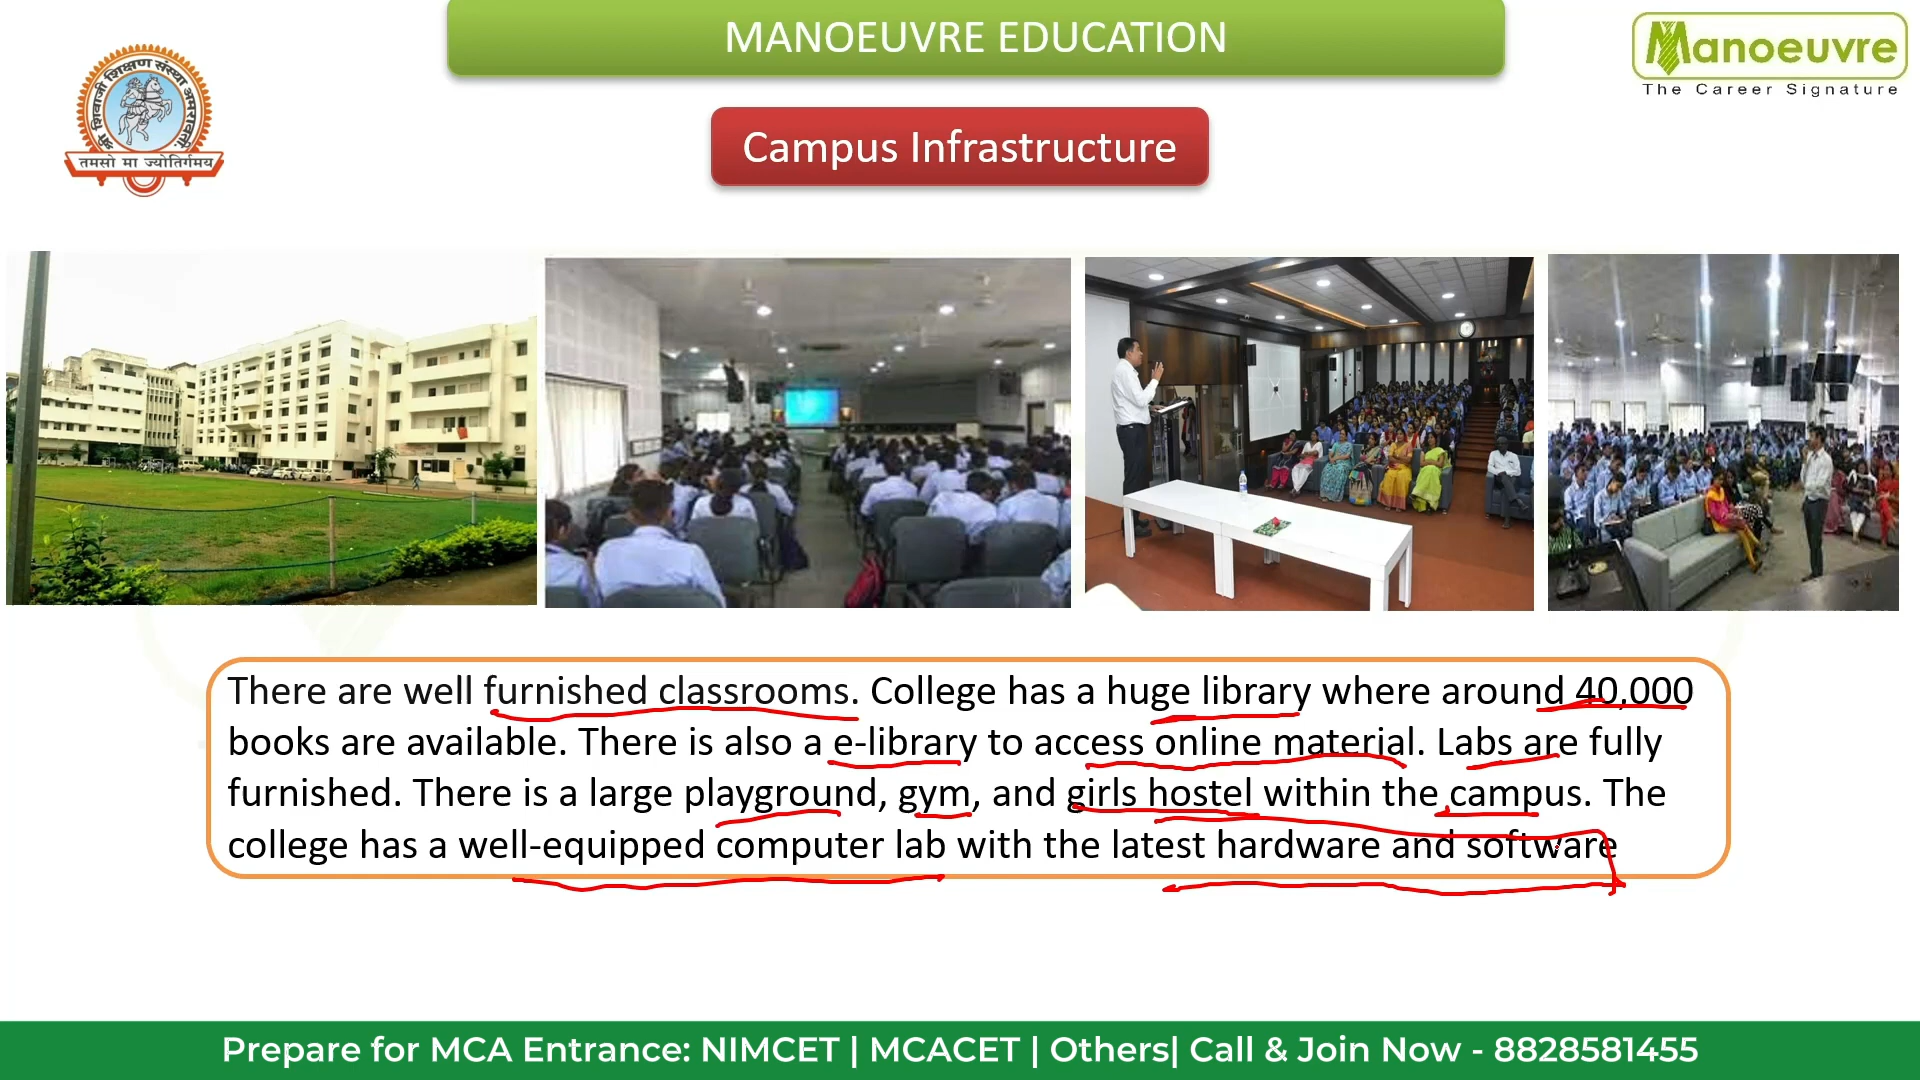 MANOEUVRE EDUCATION
Manoeuvre
The Career Signature
श्री शिवाजी शिक्षण संस्था अमरावती.
तमसो मा ज्योतिर्गमय
Campus Infrastructure
There are well furnished classrooms. College has a huge library where around 40,000
books are available. There is also a e-library to access online material. Labs are fully
furnished. There is a large playground, gym, and girls hostel within the campus. The
college has a well-equipped computer lab with the latest hardware and software
Prepare for MCA Entrance: NIMCET | MCACET | Others| Call & Join Now - 8828581455